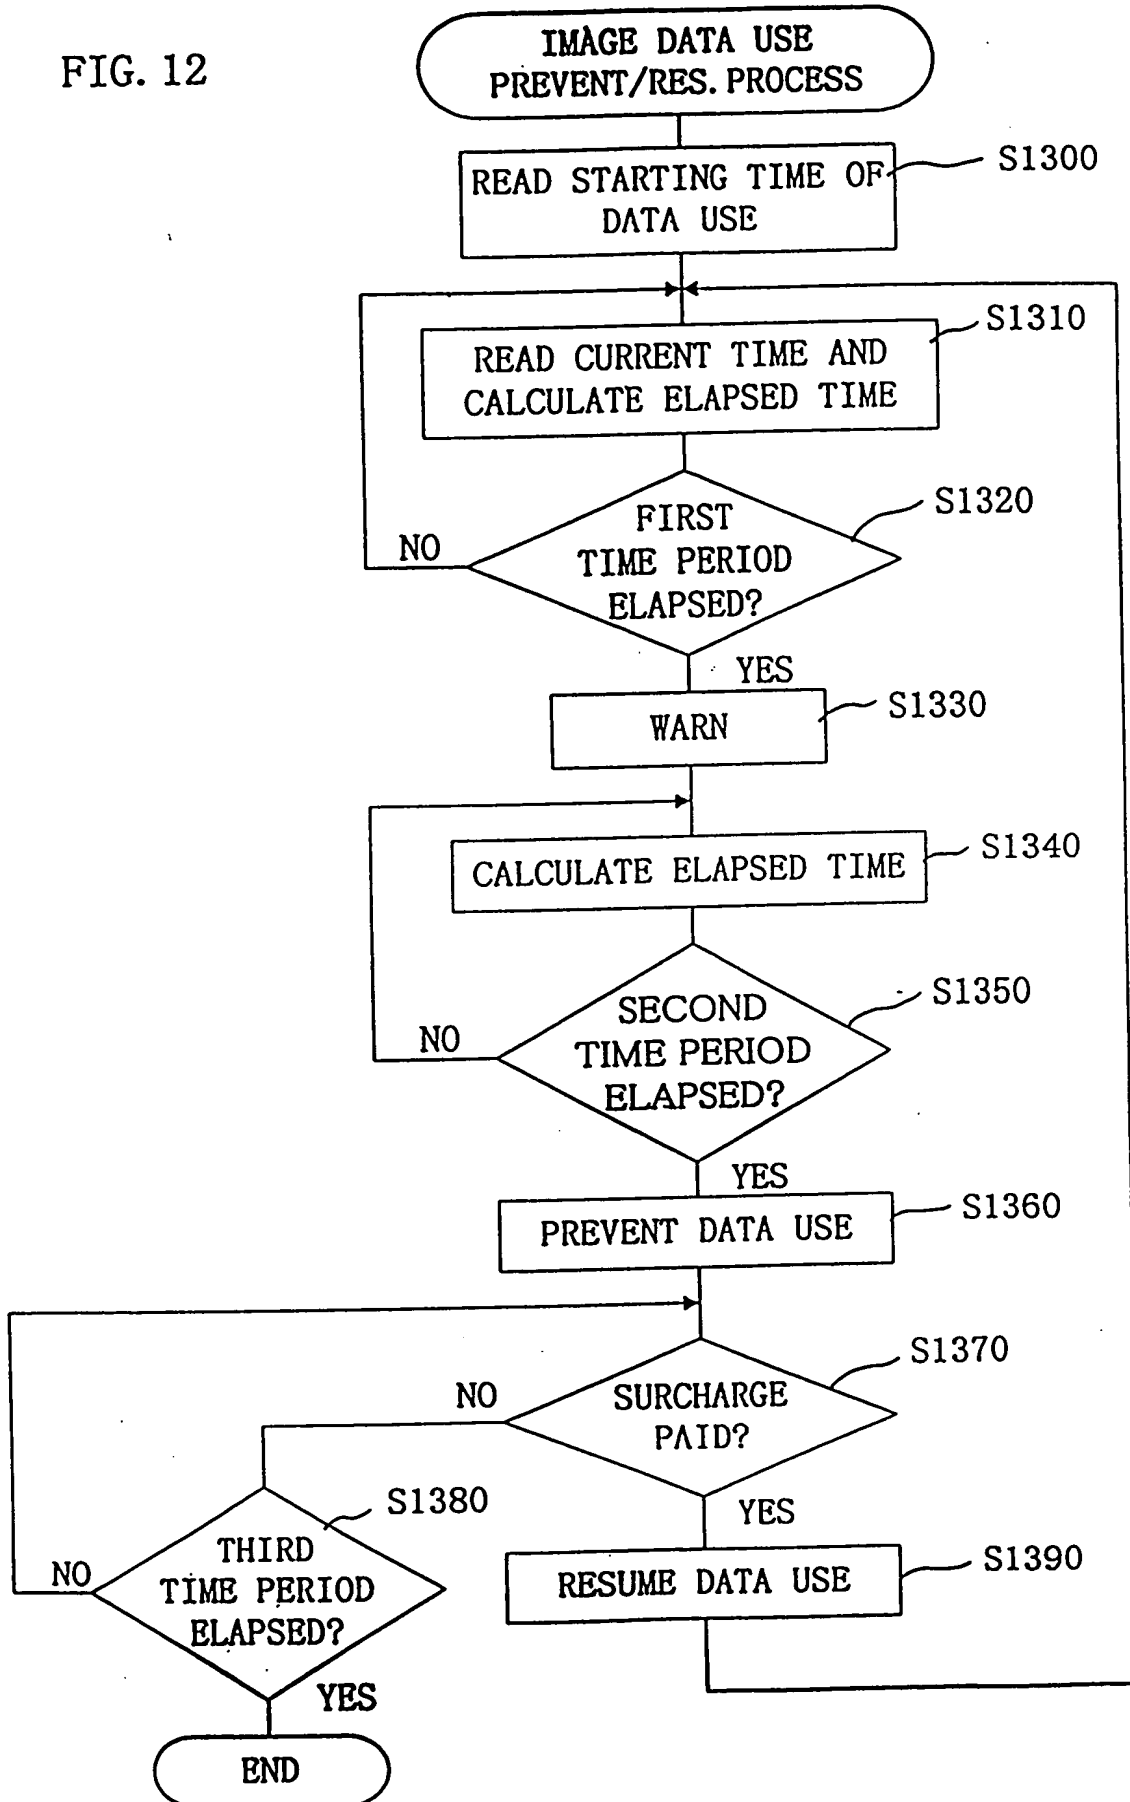 FIG. 12
IMAGE DATA USE
PREVENT/RES. PROCESS
READ STARTING TIME OF
DATA USE
S1300
READ CURRENT TIME AND
CALCULATE ELAPSED TIME
S1310
FIRST
TIME PERIOD
ELAPSED?
S1320
NO
YES
WARN
S1330
CALCULATE ELAPSED TIME
S1340
SECOND
TIME PERIOD
ELAPSED?
S1350
NO
YES
PREVENT DATA USE
S1360
SURCHARGE
PAID?
S1370
NO
YES
THIRD
TIME PERIOD
ELAPSED?
S1380
NO
YES
RESUME DATA USE
S1390
END